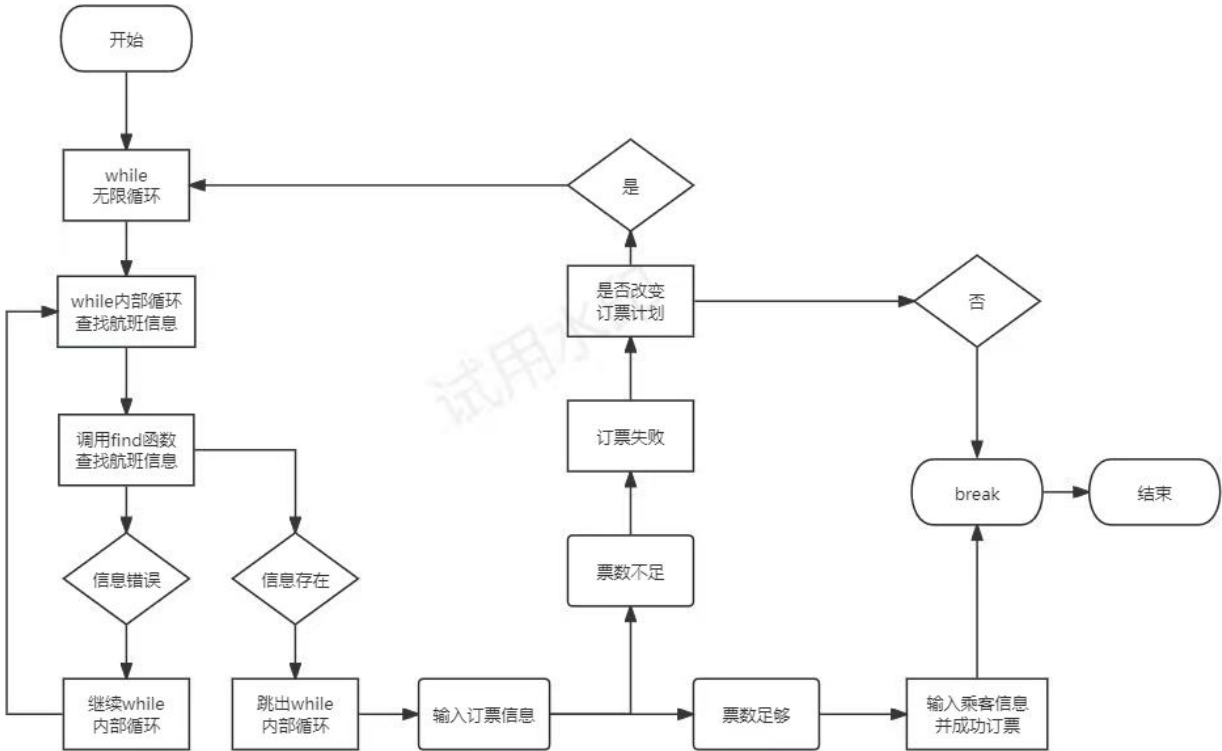 开始
while
无限循环
while内部循环
查找航班信息
调用find函数
查找航班信息
信息错误
信息存在
继续while
内部循环
跳出while
内部循环
输入订票信息
票数不足
订票失败
是否改变
订票计划
是
否
票数足够
输入乘客信息
并成功订票
break
结束
试用水印